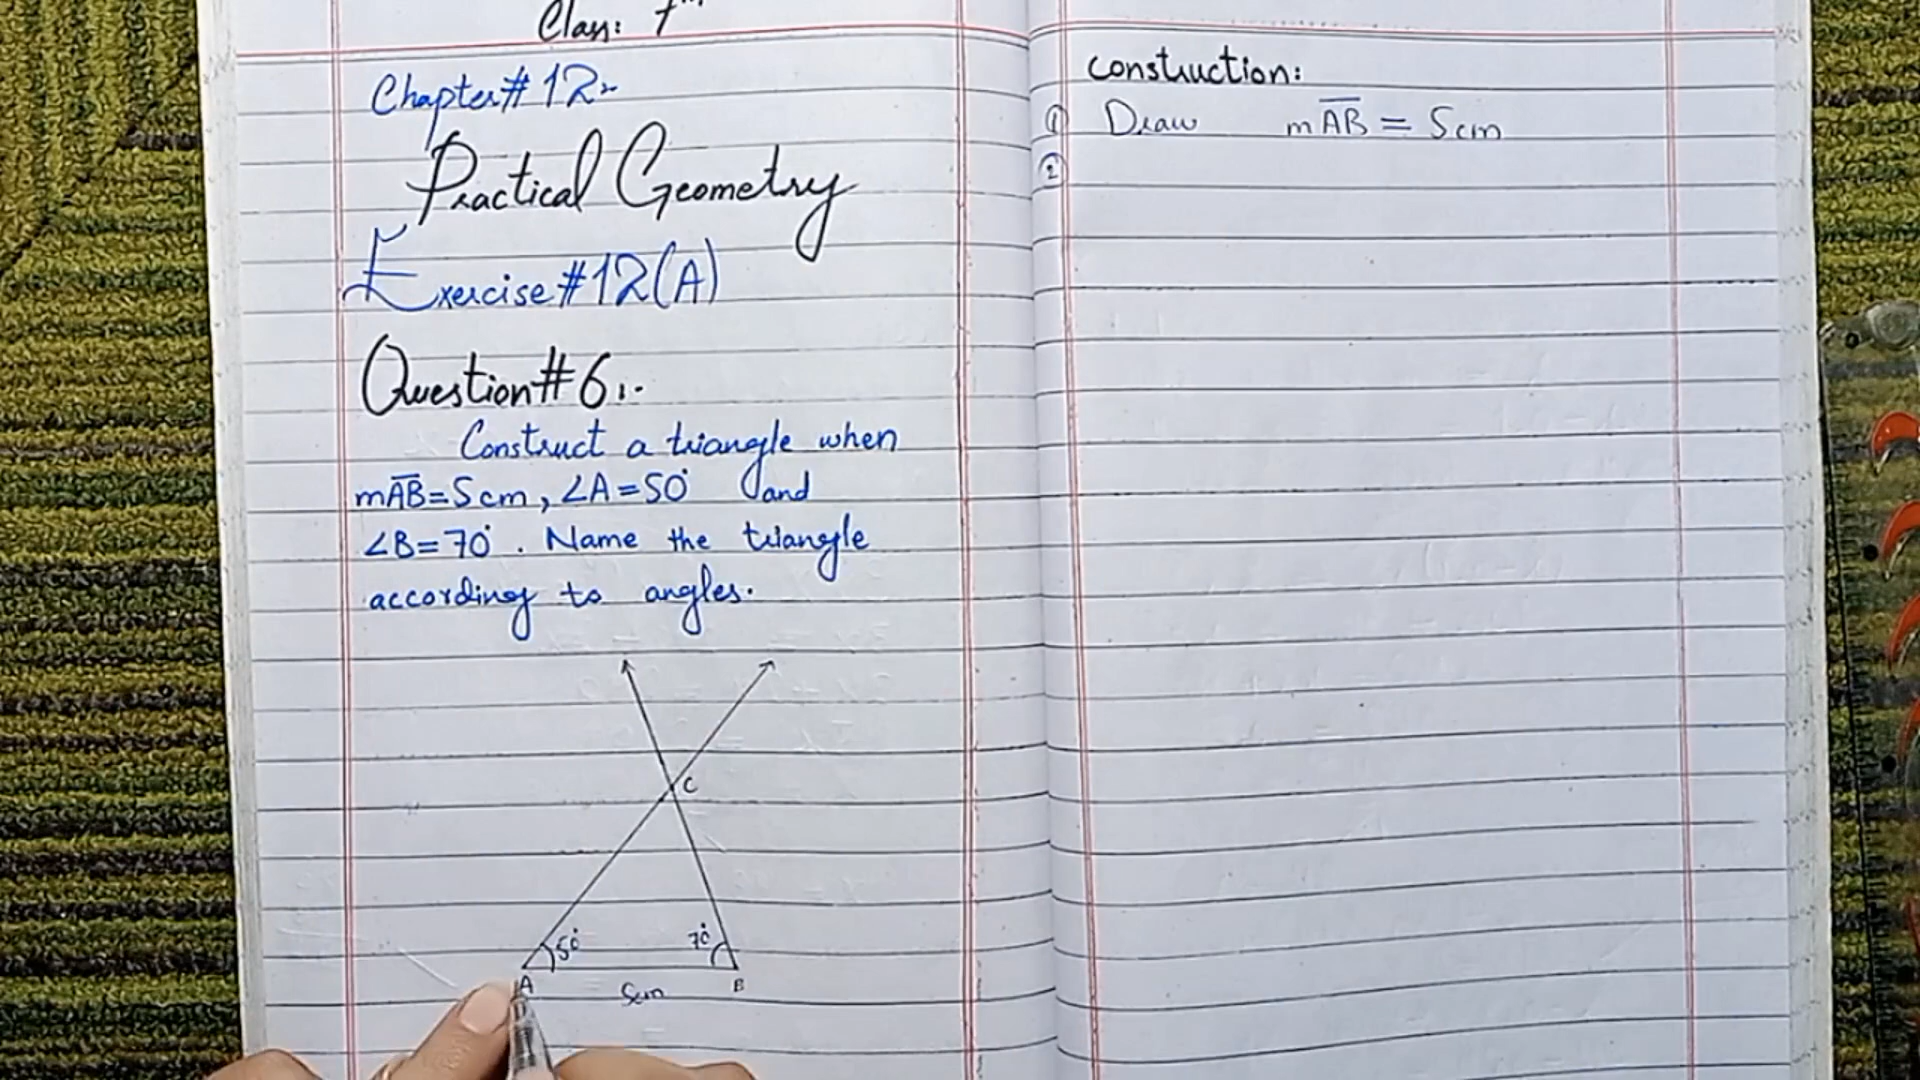 Class: 7th
Chapter# 12:-
Practical Geometry
Exercise#12(A)
Question#6:-
Construct a triangle when
mAB=5cm, ∠A=50° and
∠B=70°. Name the triangle
according to angles.
C
50° 70°
A 5cm B
construction:
① Draw mAB = 5cm
②